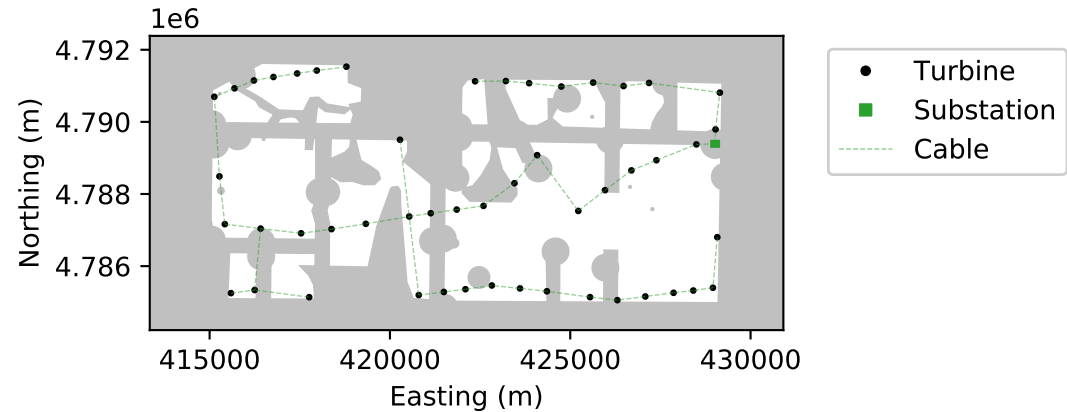 1e6
4.792
4.790
4.788
4.786
Northing (m)
415000 420000 425000 430000
Easting (m)
Turbine
Substation
Cable